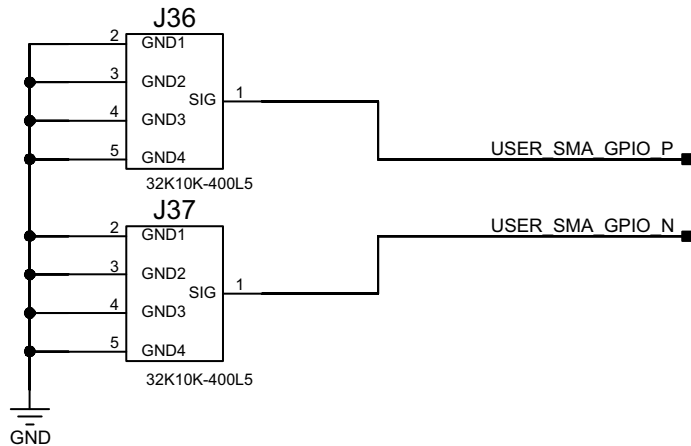 J36
2 GND1
3 GND2
SIG 1
4 GND3
5 GND4
32K10K-400L5
USER_SMA_GPIO_P
J37
2 GND1
3 GND2
SIG 1
4 GND3
5 GND4
32K10K-400L5
USER_SMA_GPIO_N
GND